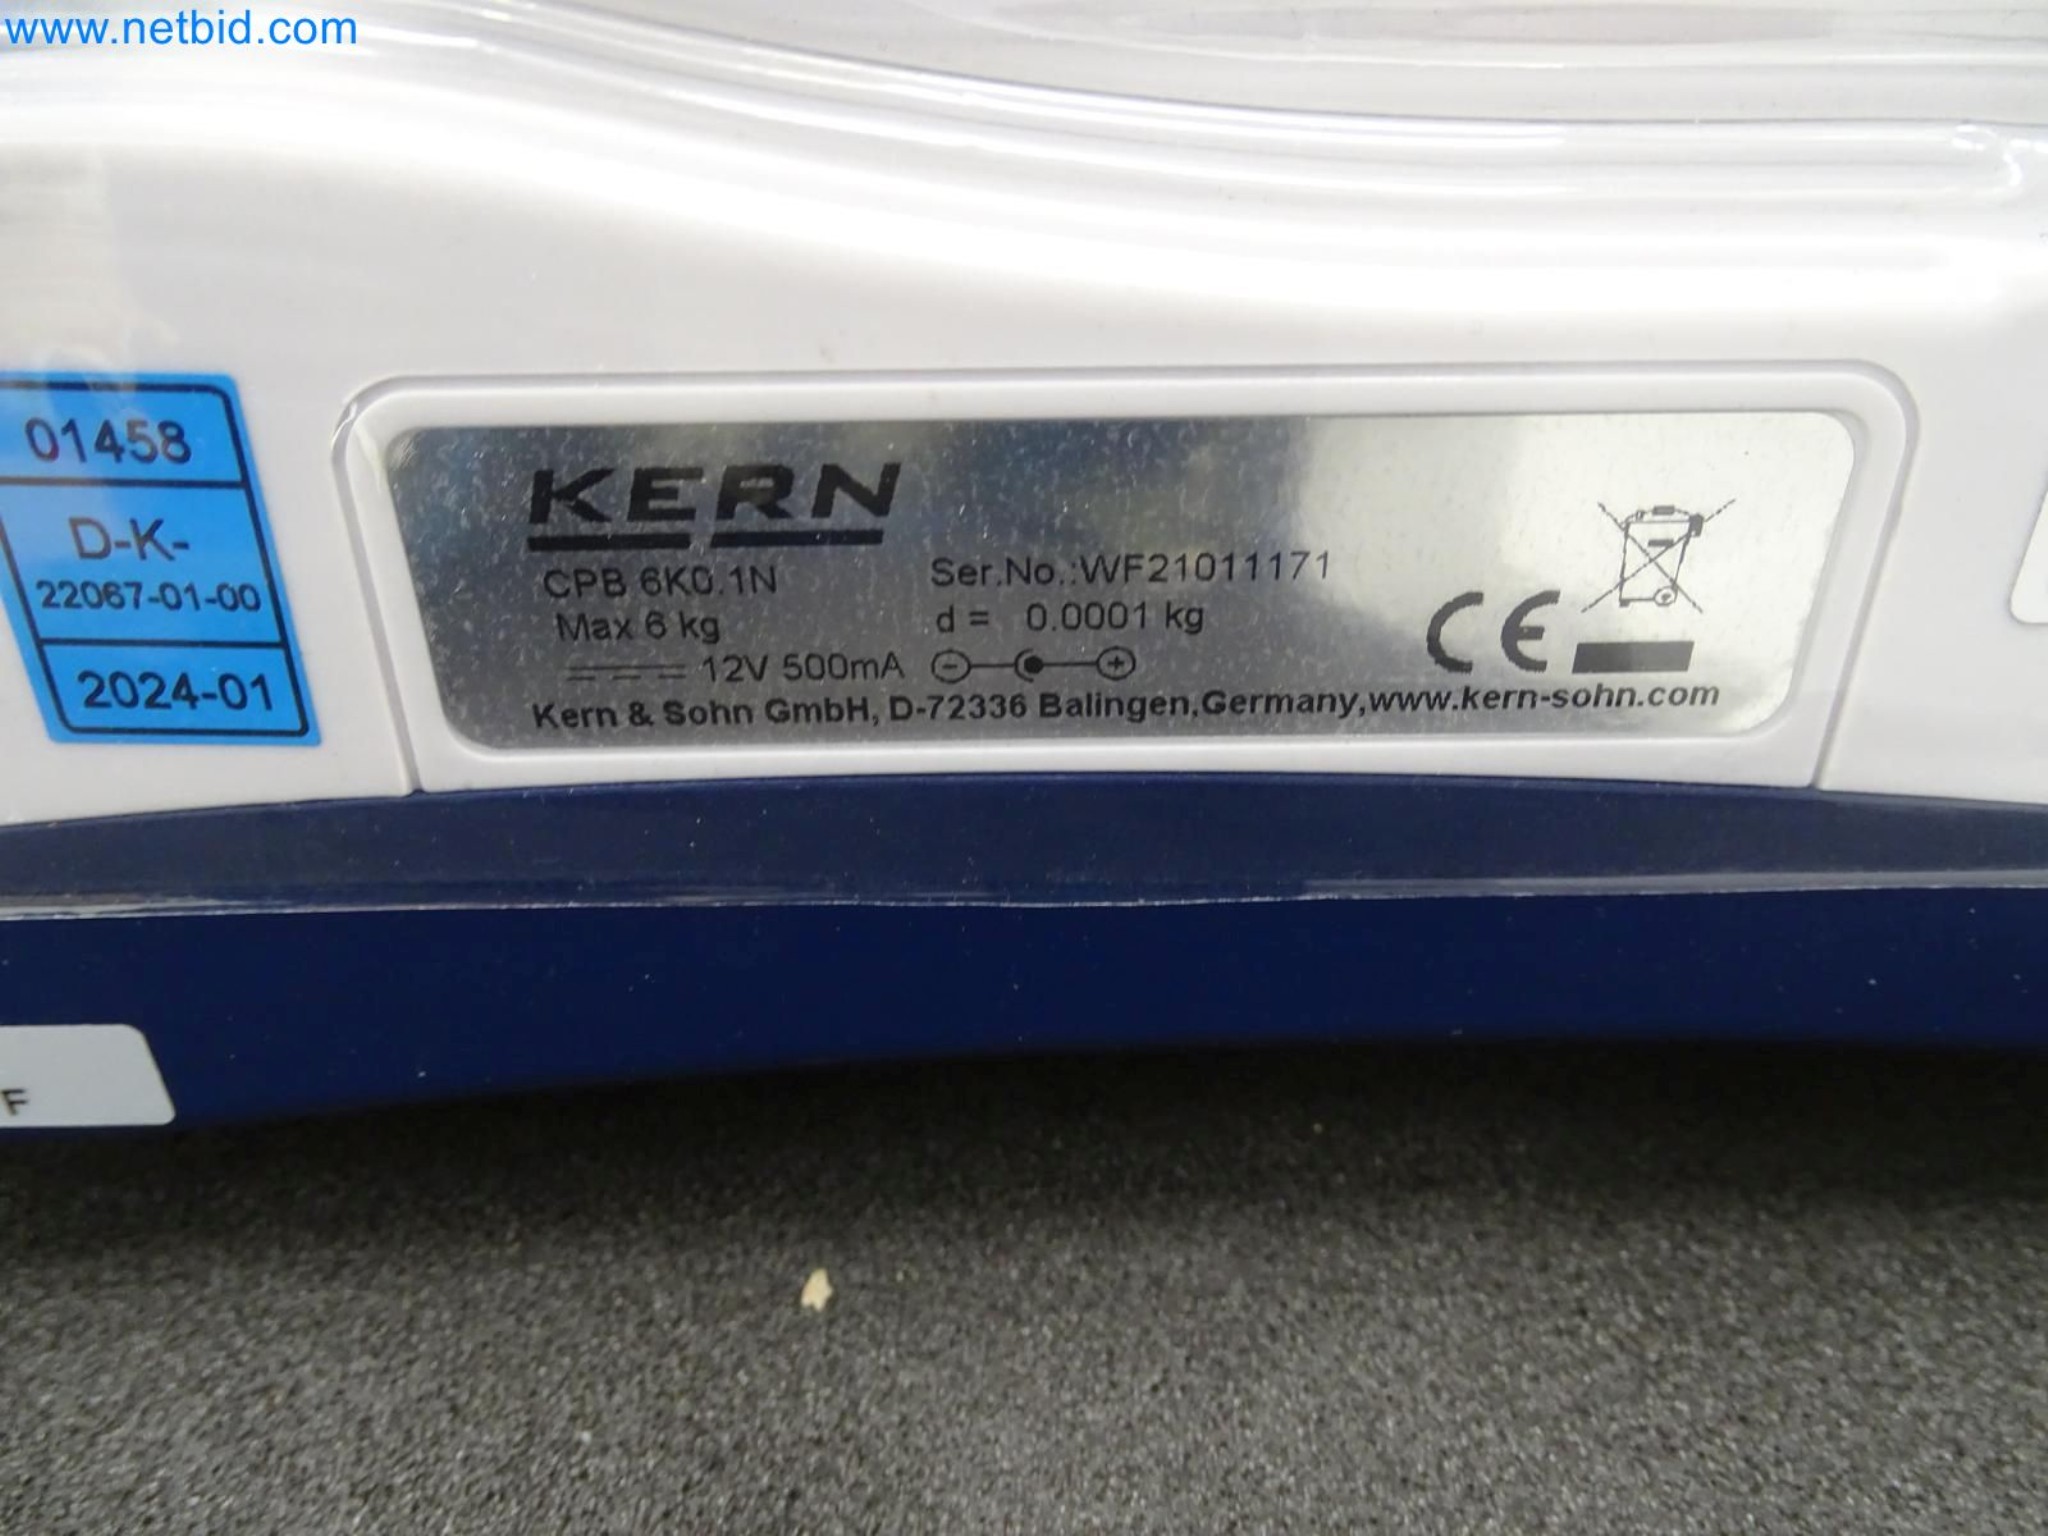 www.netbid.com
01458
D-K-
22067-01-00
2024-01
KERN
CPB 6K0.1N
Ser.No.:WF21011171
Max 6 kg
d = 0.0001 kg
12V 500mA
Kern & Sohn GmbH, D-72336 Balingen,Germany,www.kern-sohn.com
CE
F